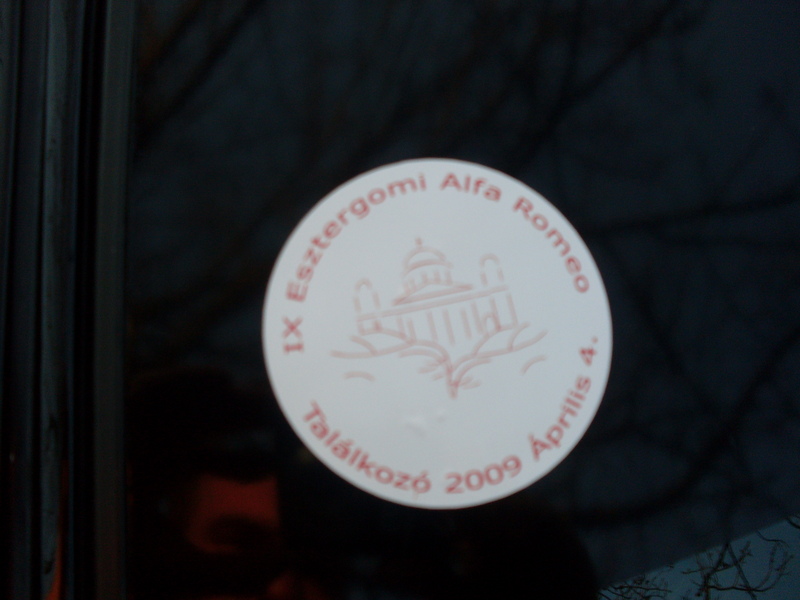 IX Esztergomi Alfa Romeo
Találkozó 2009 Április 4.